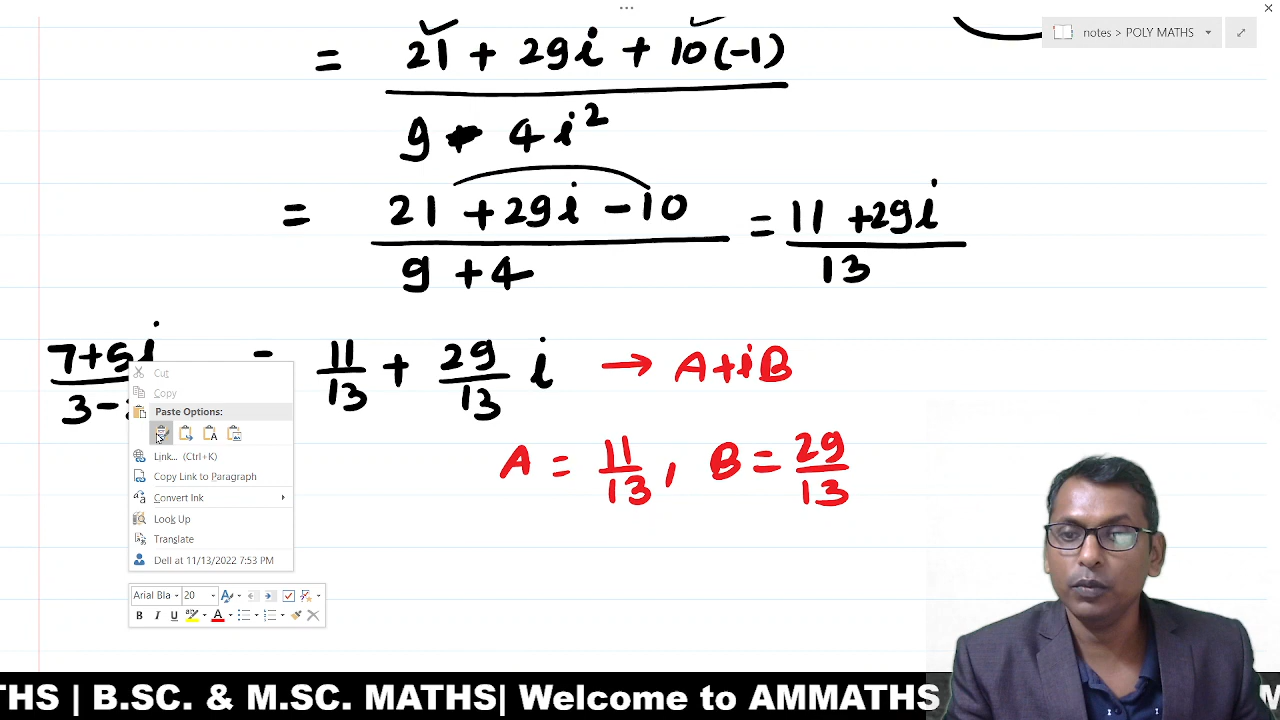 notes > POLY MATHS
= 21 + 29i + 10(-1)
9 - 4i²
= 21 + 29i - 10 = 11 + 29i
9 + 4 13
7+5i = 11/13 + 29/13 i → A+iB
3-
A = 11/13 , B = 29/13
Cut
Copy
Paste Options:
Link... (Ctrl+K)
Copy Link to Paragraph
Convert Ink
Look Up
Translate
Dell at 11/13/2022 7:53 PM
Arial Bla 20
B I U A
THS | B.SC. & M.SC. MATHS| Welcome to AMMATHS